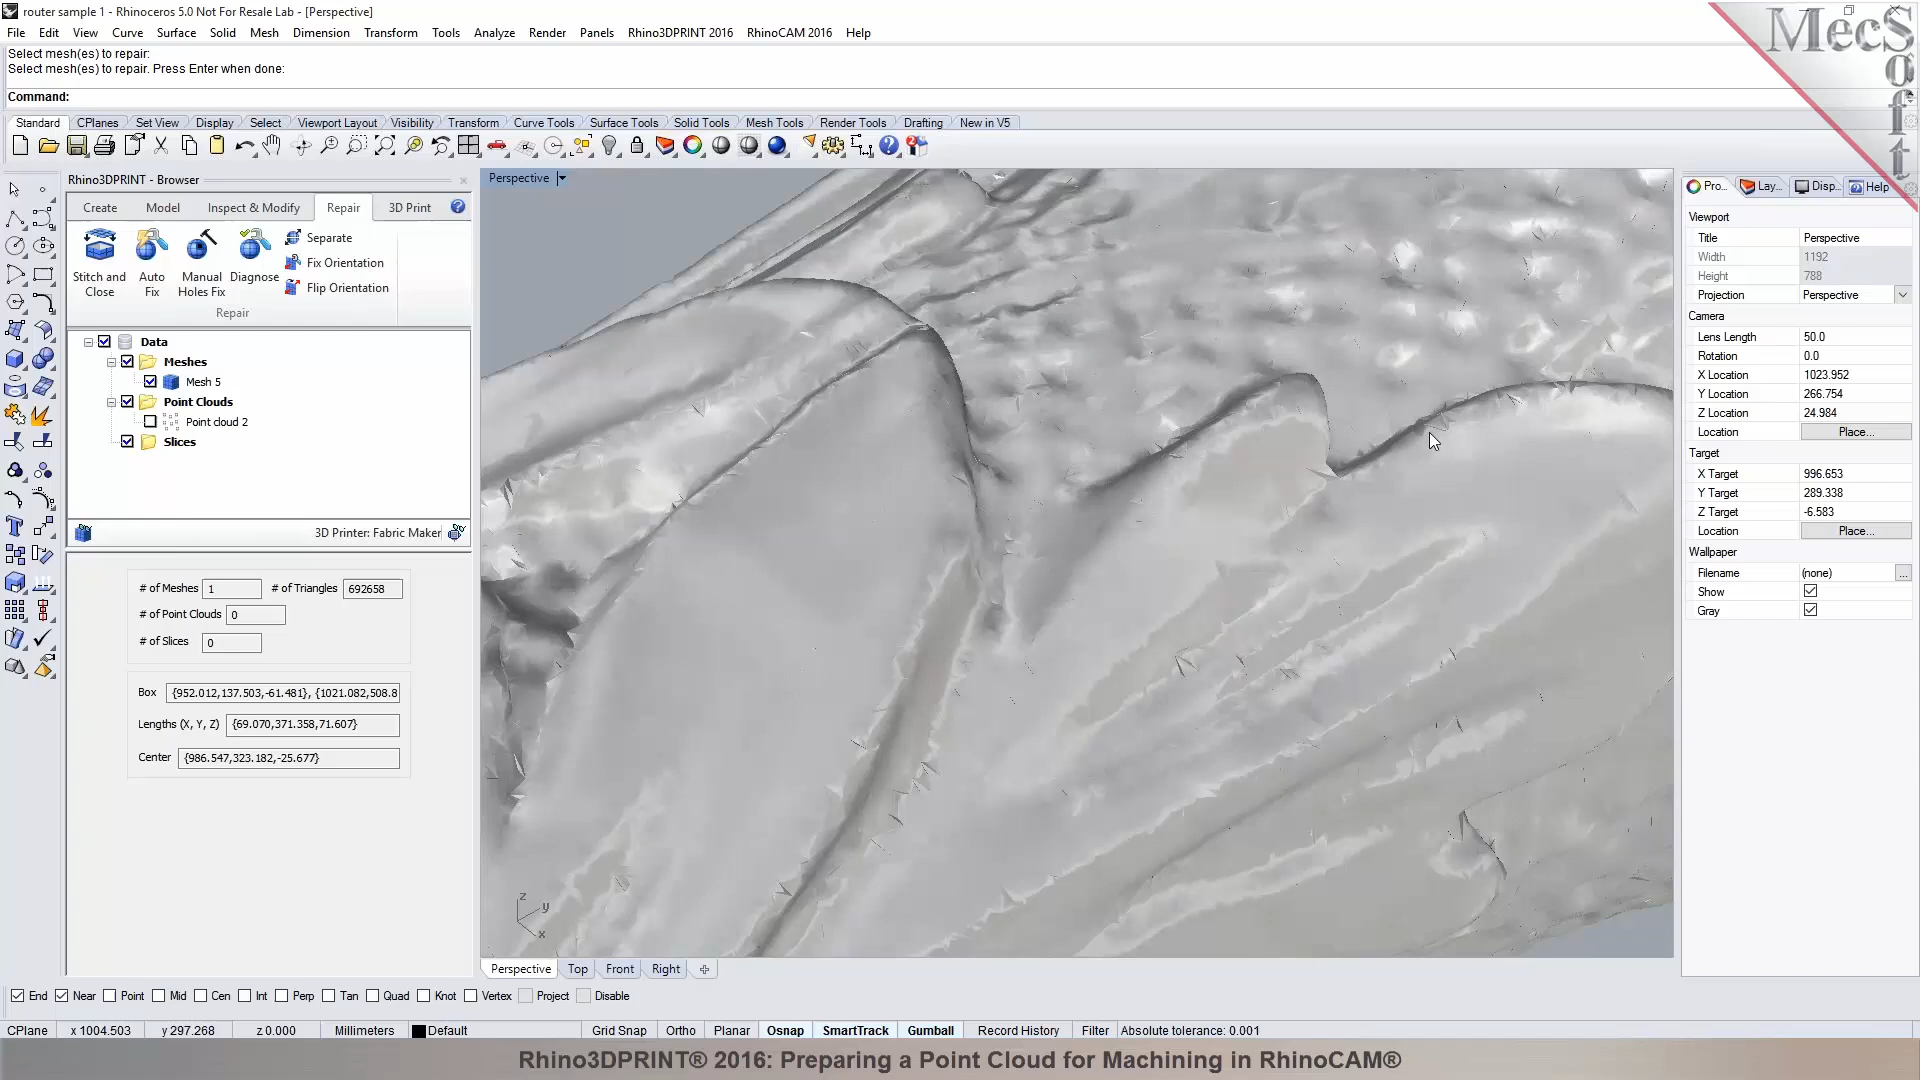 router sample 1 - Rhinoceros 5.0 Not For Resale Lab - [Perspective]
File Edit View Curve Surface Solid Mesh Dimension Transform Tools Analyze Render Panels Rhino3DPRINT 2016 RhinoCAM 2016 Help
MecSoft
Select mesh(es) to repair:
Select mesh(es) to repair. Press Enter when done:
Command:
Standard CPlanes Set View Display Select Viewport Layout Visibility Transform Curve Tools Surface Tools Solid Tools Mesh Tools Render Tools Drafting New in V5
Rhino3DPRINT - Browser
Create Model Inspect & Modify Repair 3D Print
Stitch and Close
Auto Fix
Manual Holes Fix
Diagnose
Separate
Fix Orientation
Flip Orientation
Repair
Data
Meshes
Mesh 5
Point Clouds
Point cloud 2
Slices
3D Printer: Fabric Maker
# of Meshes 1 # of Triangles 692658
# of Point Clouds 0
# of Slices 0
Box {952.012,137.503,-61.481}, {1021.082,508.8
Lengths (X, Y, Z) {69.070,371.358,71.607}
Center {986.547,323.182,-25.677}
Perspective
z
y
x
Perspective Top Front Right
Pro... Lay... Disp... Help
Viewport
Title Perspective
Width 1192
Height 788
Projection Perspective
Camera
Lens Length 50.0
Rotation 0.0
X Location 1023.952
Y Location 266.754
Z Location 24.984
Location Place...
Target
X Target 996.653
Y Target 289.338
Z Target -6.583
Location Place...
Wallpaper
Filename (none) ...
Show
Gray
End Near Point Mid Cen Int Perp Tan Quad Knot Vertex Project Disable
CPlane x 1004.503 y 297.268 z 0.000 Millimeters Default Grid Snap Ortho Planar Osnap SmartTrack Gumball Record History Filter Absolute tolerance: 0.001
Rhino3DPRINT® 2016: Preparing a Point Cloud for Machining in RhinoCAM®